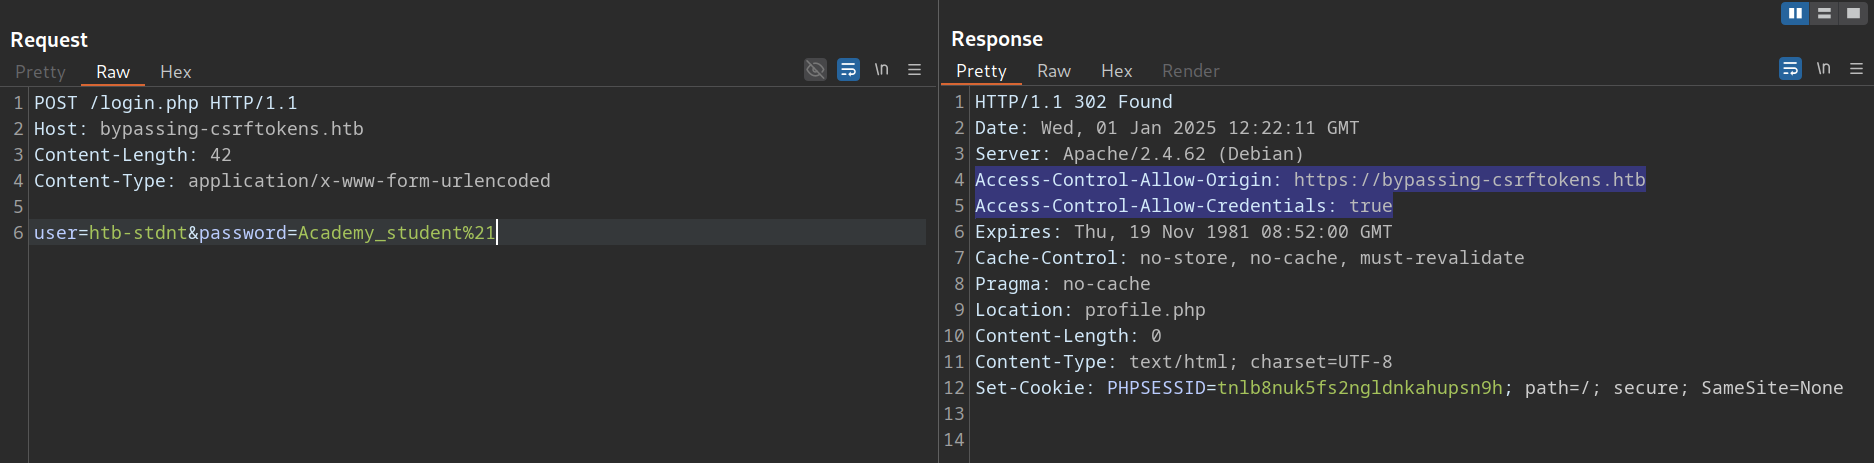 Request
Pretty Raw Hex
\n
1 POST /login.php HTTP/1.1
2 Host: bypassing-csrftokens.htb
3 Content-Length: 42
4 Content-Type: application/x-www-form-urlencoded
5
6 user=htb-stdnt&password=Academy_student%21
Response
Pretty Raw Hex Render
\n
1 HTTP/1.1 302 Found
2 Date: Wed, 01 Jan 2025 12:22:11 GMT
3 Server: Apache/2.4.62 (Debian)
4 Access-Control-Allow-Origin: https://bypassing-csrftokens.htb
5 Access-Control-Allow-Credentials: true
6 Expires: Thu, 19 Nov 1981 08:52:00 GMT
7 Cache-Control: no-store, no-cache, must-revalidate
8 Pragma: no-cache
9 Location: profile.php
10 Content-Length: 0
11 Content-Type: text/html; charset=UTF-8
12 Set-Cookie: PHPSESSID=tnlb8nuk5fs2ngldnkahupsn9h; path=/; secure; SameSite=None
13
14